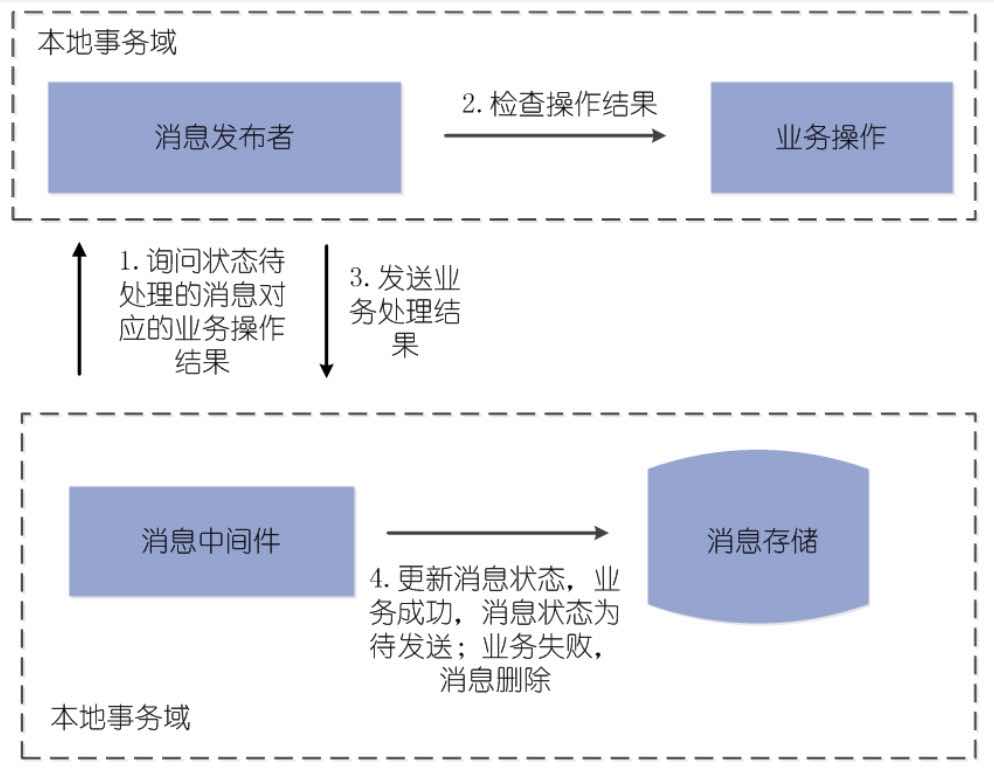 本地事务域
消息发布者
2.检查操作结果
业务操作
1.询问状态待
处理的消息对
应的业务操作
结果
3.发送业
务处理结
果
消息中间件
消息存储
4.更新消息状态，业
务成功，消息状态为
待发送；业务失败，
消息删除
本地事务域